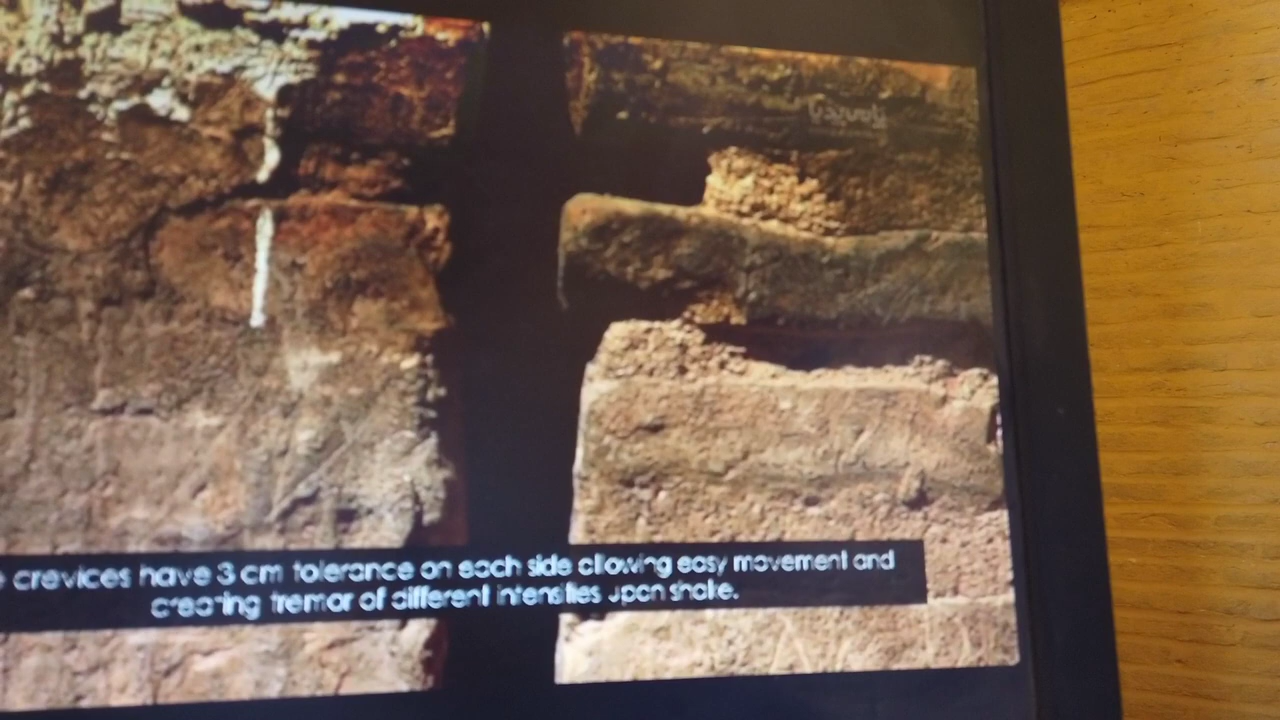 crevices have 3 cm tolerance on each side allowing easy movement and
creating tremor of different intensities upon shake.